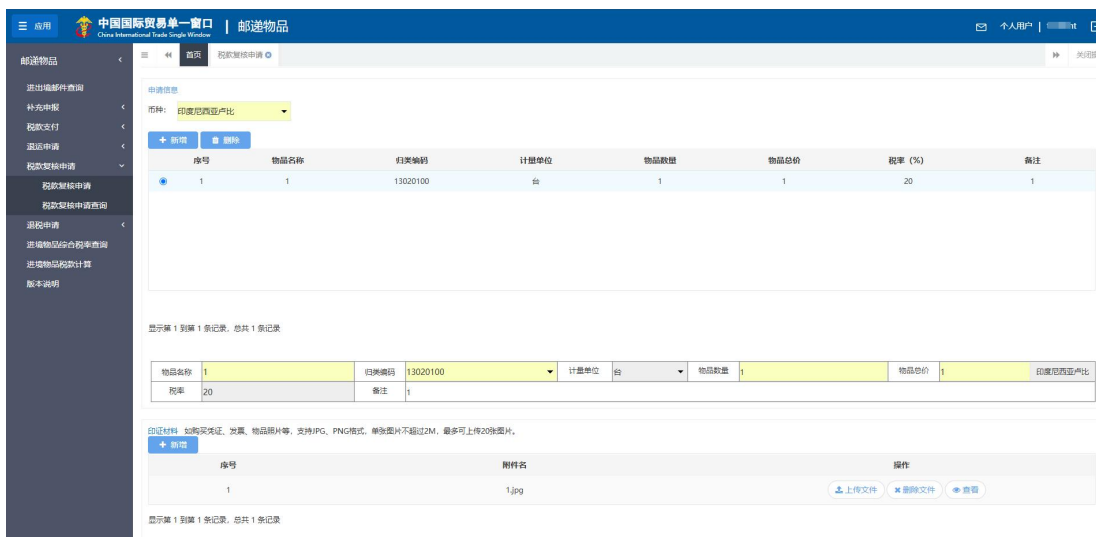 应用 中国国际贸易单一窗口 | 邮递物品 个人用户 |
China International Trade Single Window
邮递物品
首页 税款复核申请
进出境邮件查询
补充申报
税款支付
退运申请
税款复核申请
税款复核申请
税款复核申请查询
退税申请
进境物品综合税率查询
进境物品税款计算
版本说明
申请信息
币种: 印度尼西亚卢比
新增 删除
序号 物品名称 归类编码 计量单位 物品数量 物品总价 税率 (%) 备注
1 1 13020100 台 1 1 20 1
显示第 1 到第 1 条记录, 总共 1 条记录
物品名称 1 归类编码 13020100 计量单位 台 物品数量 1 物品总价 1 印度尼西亚卢比
税率 20 备注 1
印证材料 如购买凭证、发票、物品照片等, 支持JPG、PNG格式, 单张图片不超过2M, 最多可上传20张图片。
新增
序号 附件名 操作
1 1.jpg 上传文件 删除文件 查看
显示第 1 到第 1 条记录, 总共 1 条记录